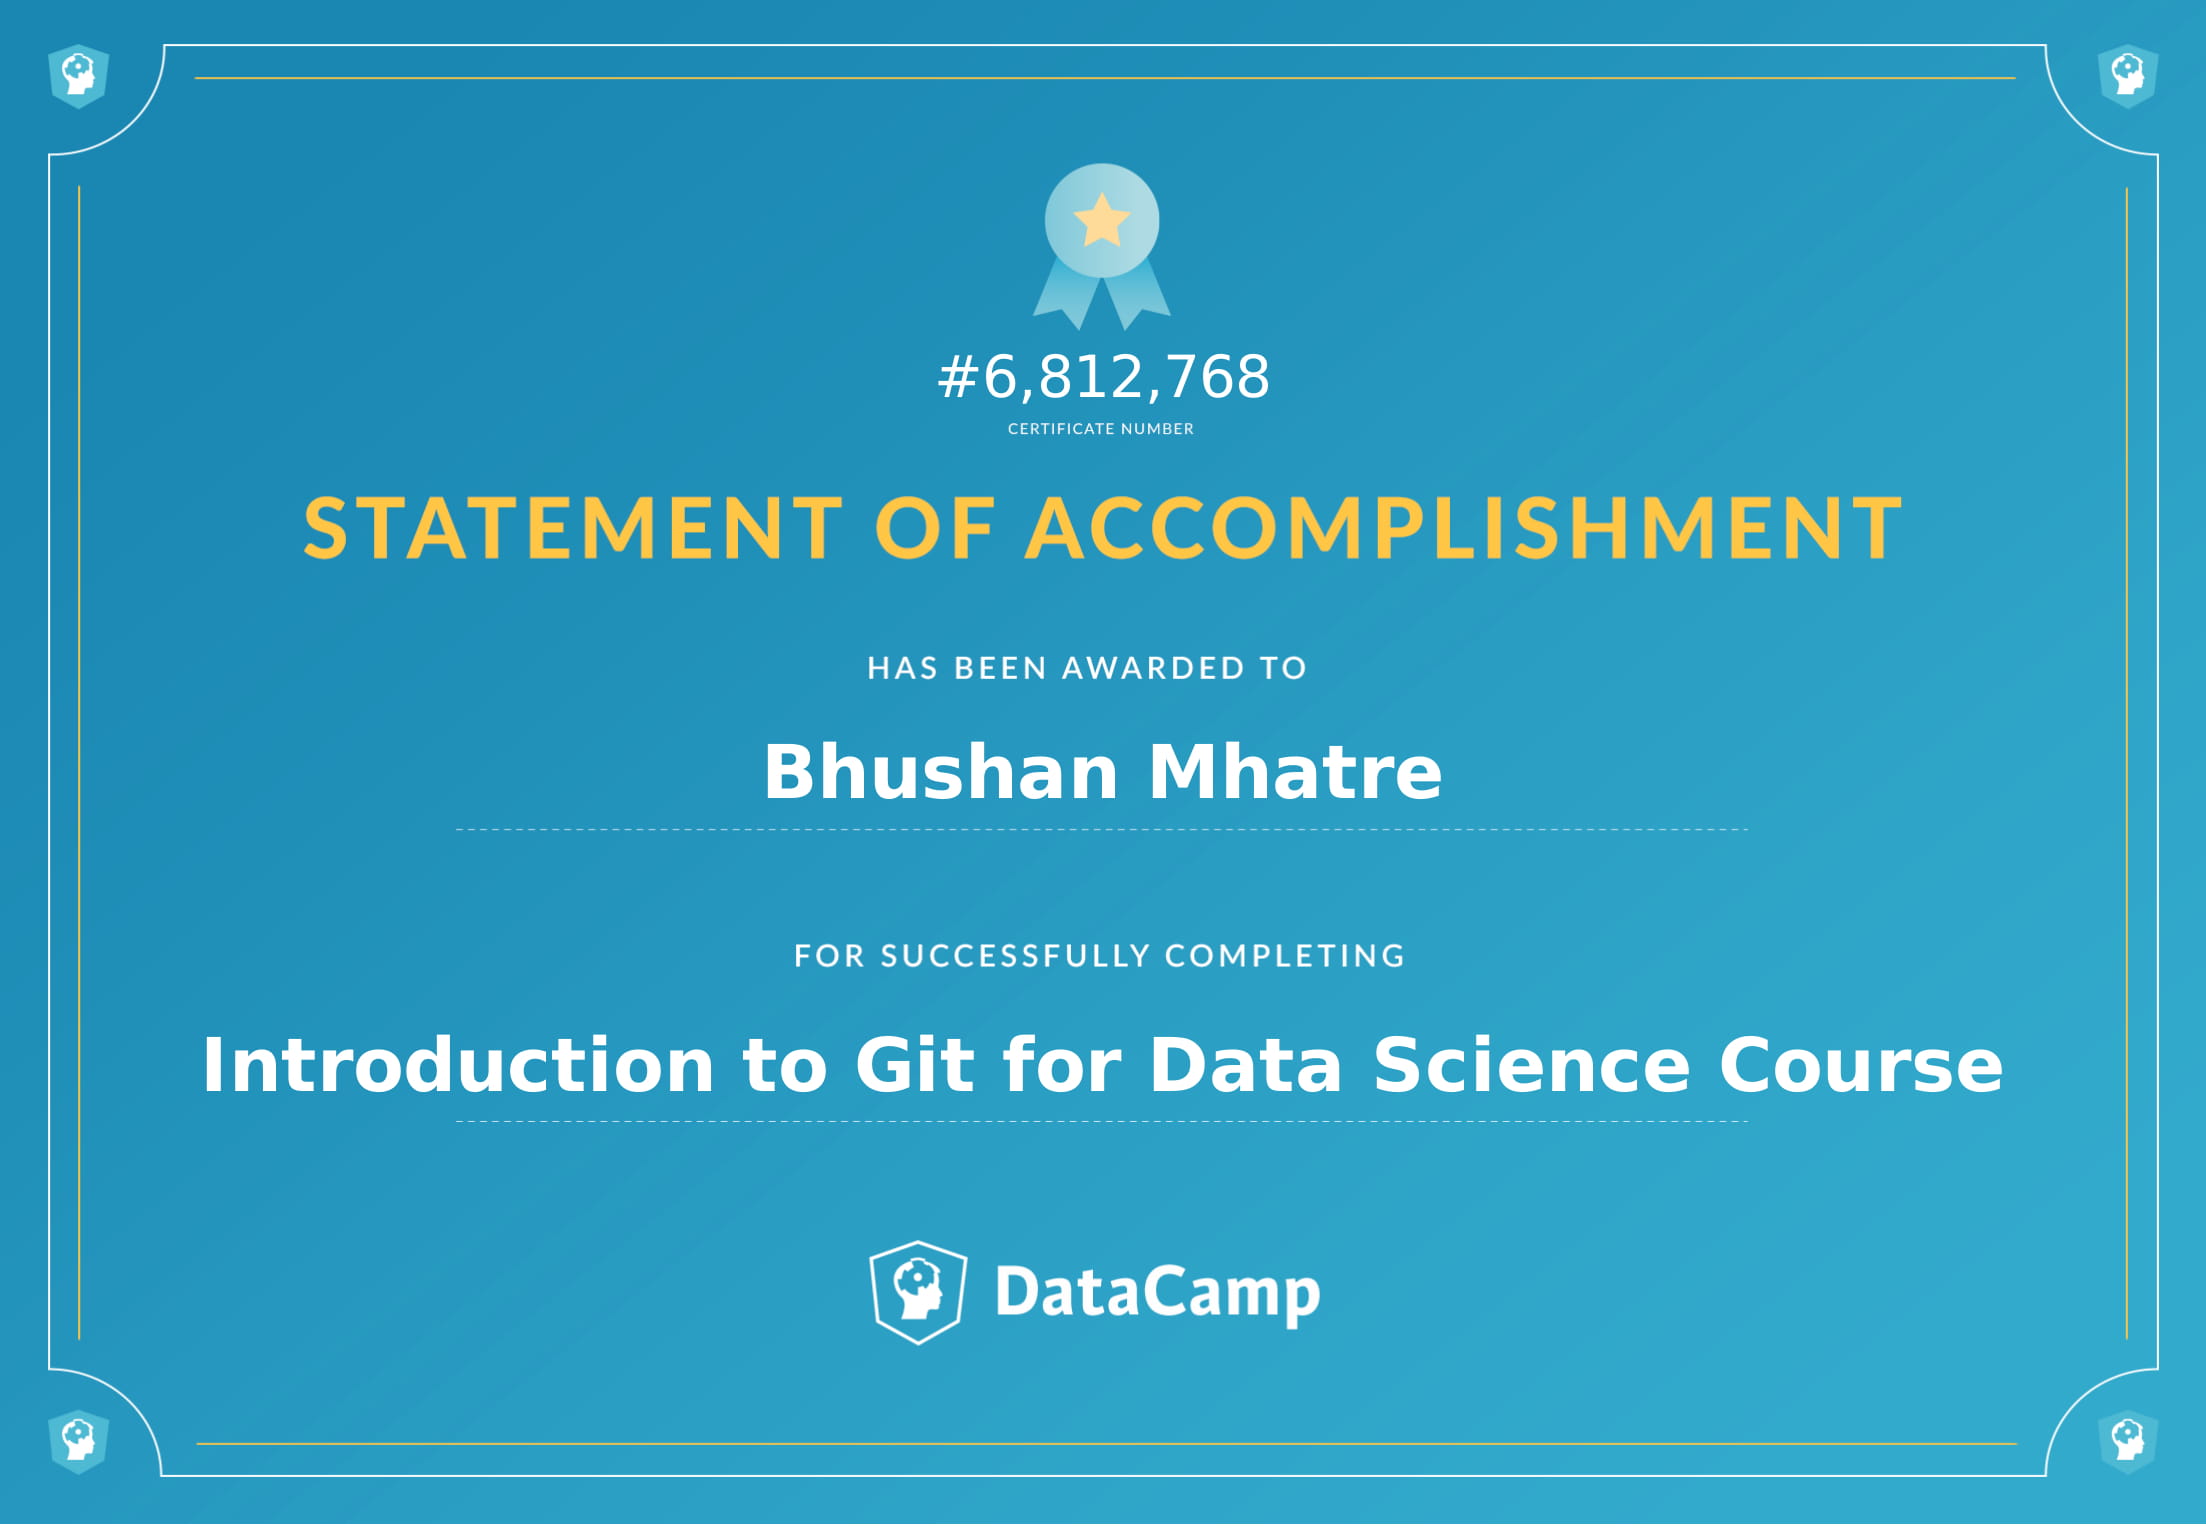 #6,812,768
CERTIFICATE NUMBER
STATEMENT OF ACCOMPLISHMENT
HAS BEEN AWARDED TO
Bhushan Mhatre
FOR SUCCESSFULLY COMPLETING
Introduction to Git for Data Science Course
DataCamp